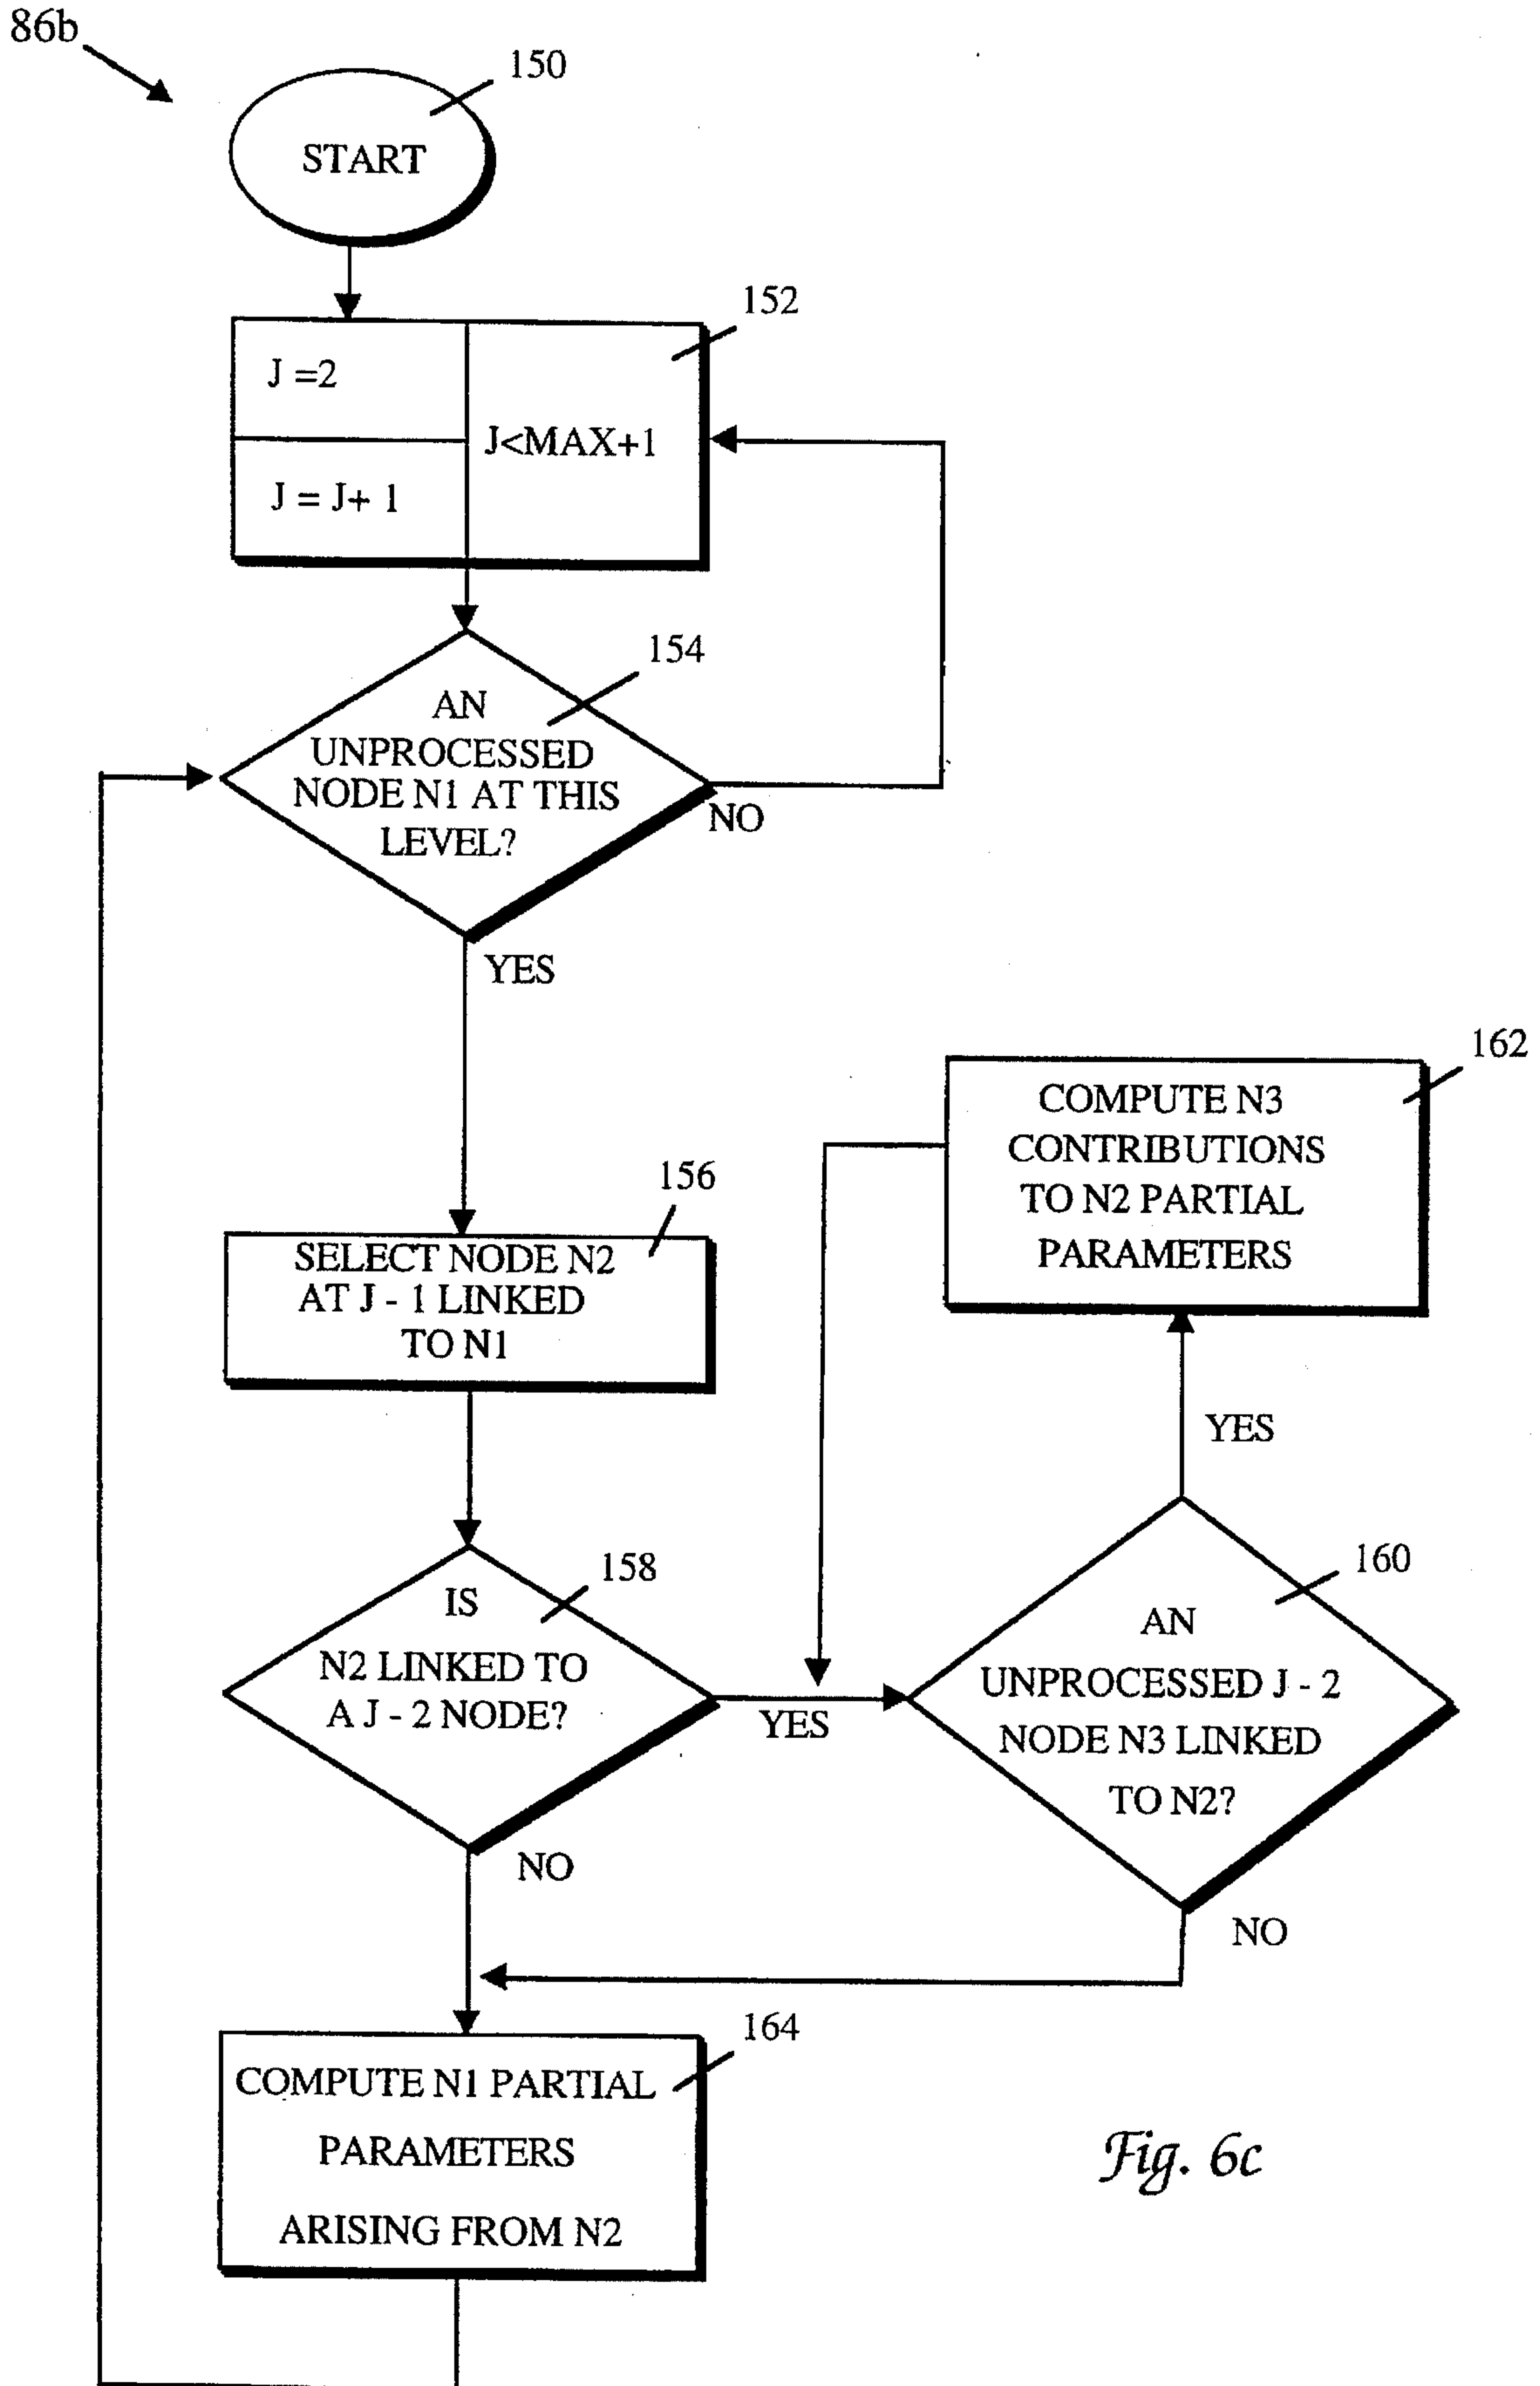 86b
150
START
152
J =2
J<MAX+1
J = J+ 1
154
AN
UNPROCESSED
NODE N1 AT THIS
LEVEL?
NO
YES
162
COMPUTE N3
CONTRIBUTIONS
TO N2 PARTIAL
PARAMETERS
156
SELECT NODE N2
AT J - 1 LINKED
TO N1
YES
158
IS
N2 LINKED TO
A J - 2 NODE?
YES
NO
160
AN
UNPROCESSED J - 2
NODE N3 LINKED
TO N2?
NO
164
COMPUTE N1 PARTIAL
PARAMETERS
ARISING FROM N2
Fig. 6c